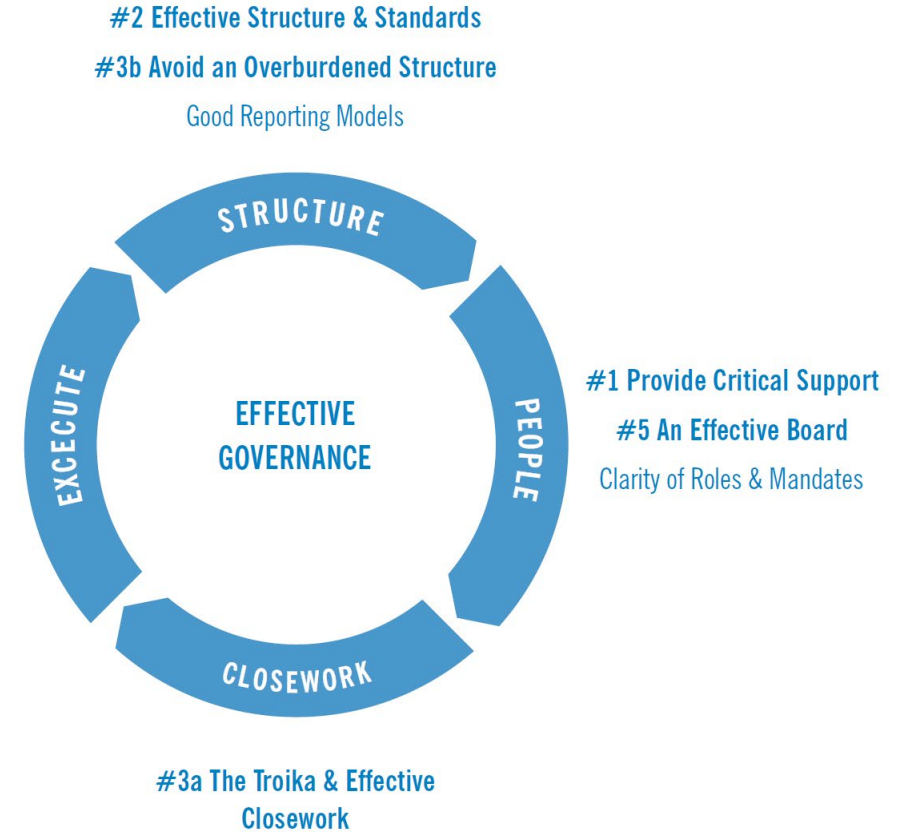 #2 Effective Structure & Standards
#3b Avoid an Overburdened Structure
Good Reporting Models
STRUCTURE
EXCECUTE
EFFECTIVE
GOVERNANCE
PEOPLE
#1 Provide Critical Support
#5 An Effective Board
Clarity of Roles & Mandates
CLOSEWORK
#3a The Troika & Effective
Closework